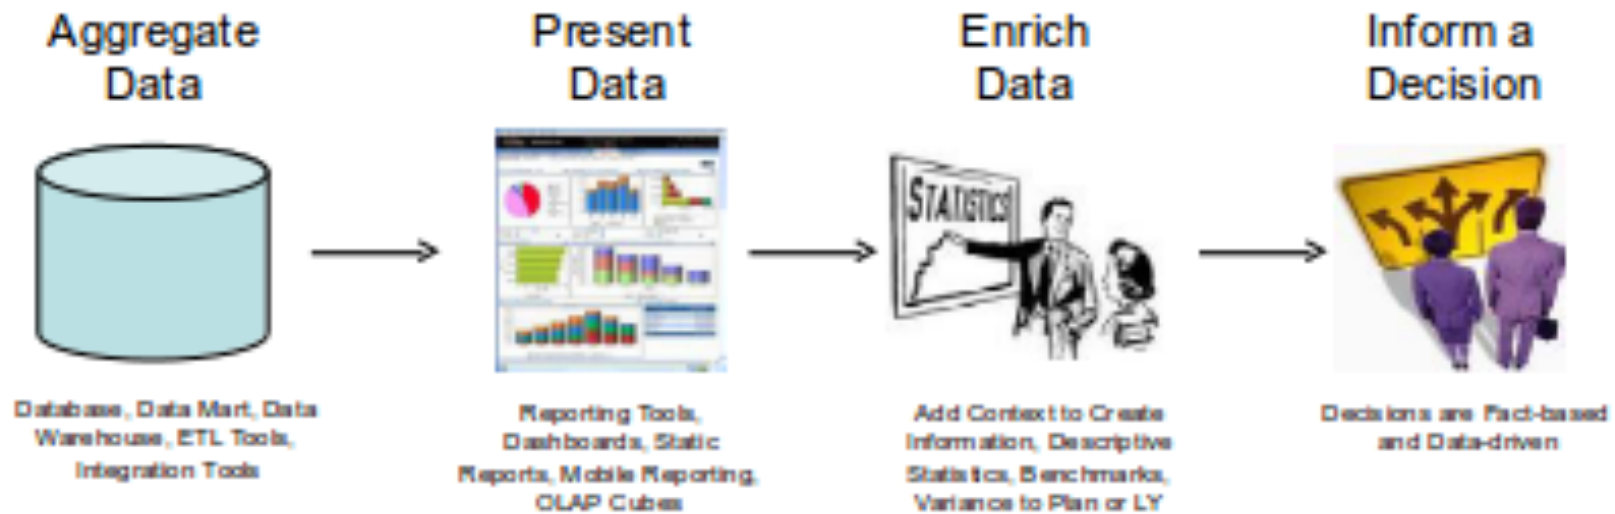 Aggregate
Data
Present
Data
Enrich
Data
Inform a
Decision
STATISTICS
Database, Data Mart, Data
Warehouse, ETL Tools,
Integration Tools
Reporting Tools,
Dashboards, Static
Reports, Mobile Reporting,
OLAP Cubes
Add Context to Create
Information, Descriptive
Statistics, Benchmarks,
Variance to Plan or LY
Decisions are Fact-based
and Data-driven